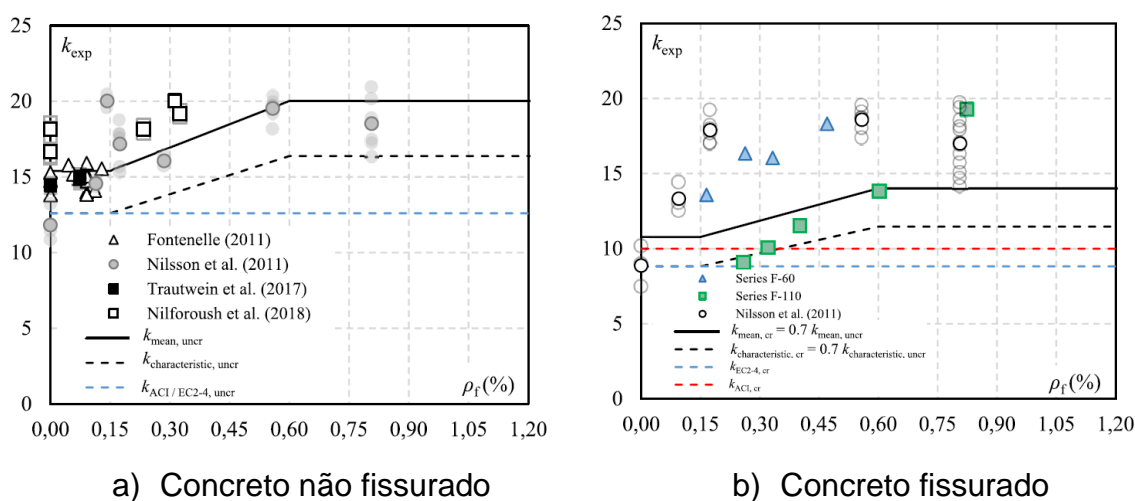 25
20
15
10
5
0
k_exp
Fontenelle (2011)
Nilsson et al. (2011)
Trautwein et al. (2017)
Nilforoush et al. (2018)
k_mean, uncr
k_characteristic, uncr
k_ACI / EC2-4, uncr
ρ_f (%)
0,00 0,15 0,30 0,45 0,60 0,75 0,90 1,05 1,20
a) Concreto não fissurado
25
20
15
10
5
0
k_exp
Series F-60
Series F-110
Nilsson et al. (2011)
k_mean, cr = 0.7 k_mean, uncr
k_characteristic, cr = 0.7 k_characteristic, uncr
k_EC2-4, cr
k_ACI, cr
ρ_f (%)
0,00 0,15 0,30 0,45 0,60 0,75 0,90 1,05 1,20
b) Concreto fissurado